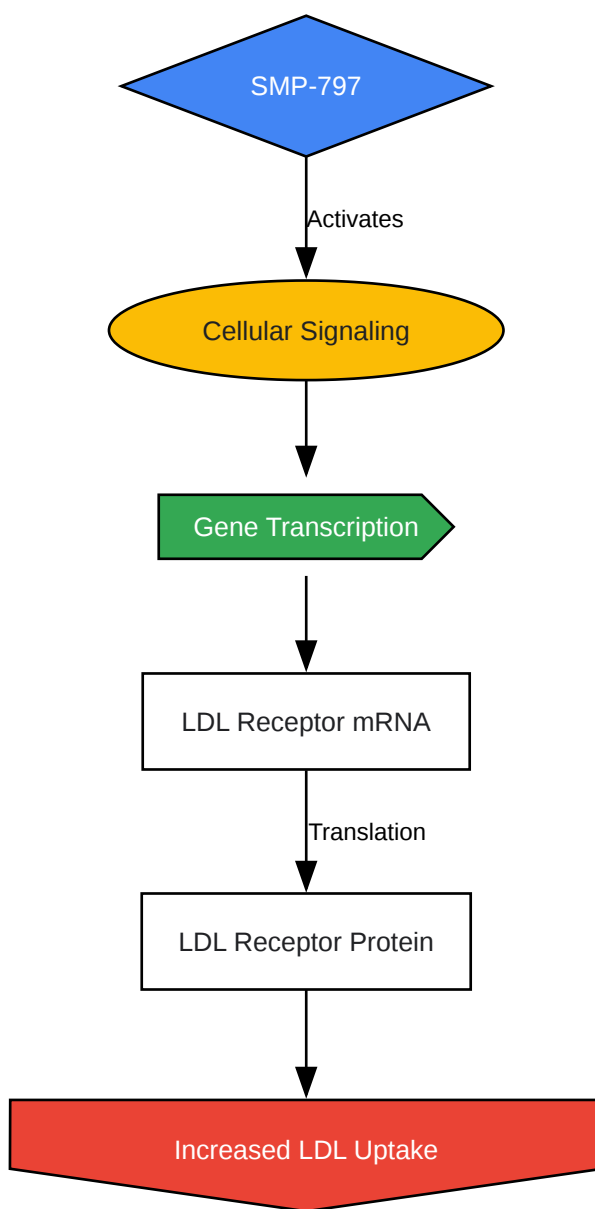 SMP-797
Activates
Cellular Signaling
Gene Transcription
LDL Receptor mRNA
Translation
LDL Receptor Protein
Increased LDL Uptake